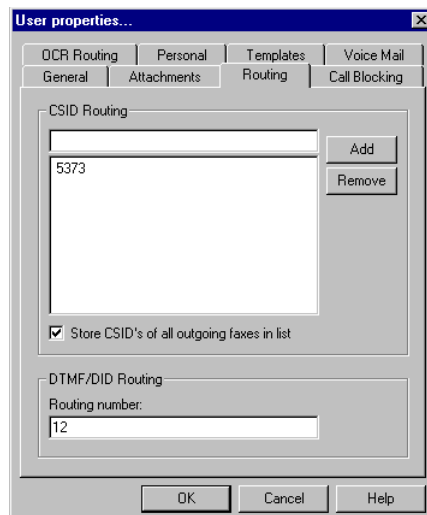 User properties...
OCR Routing Personal Templates Voice Mail
General Attachments Routing Call Blocking
CSID Routing
Add
5373
Remove
Store CSID's of all outgoing faxes in list
DTMF/DID Routing
Routing number:
12
OK Cancel Help